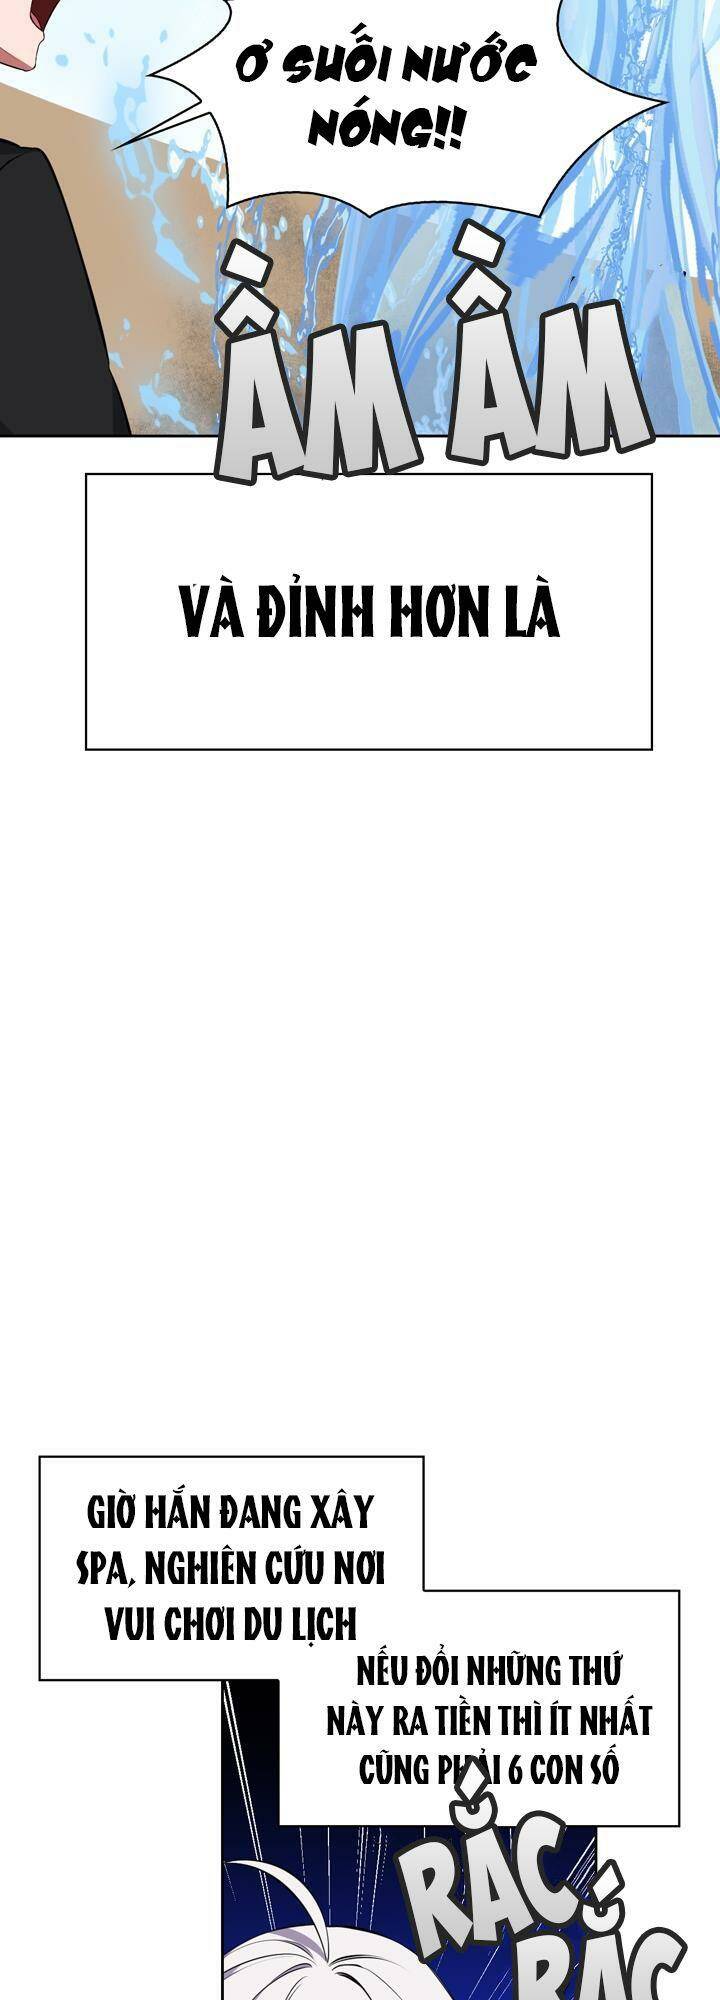 Ơ SUỐI NƯỚC
NÓNG!!
ẦM ẦM
VÀ ĐỈNH HƠN LÀ
GIỜ HẮN ĐANG XÂY
SPA, NGHIÊN CỨU NƠI
VUI CHƠI DU LỊCH
NẾU ĐỔI NHỮNG THỨ
NÀY RA TIỀN THÌ ÍT NHẤT
CŨNG PHẢI 6 CON SỐ
RẮC
RẮC